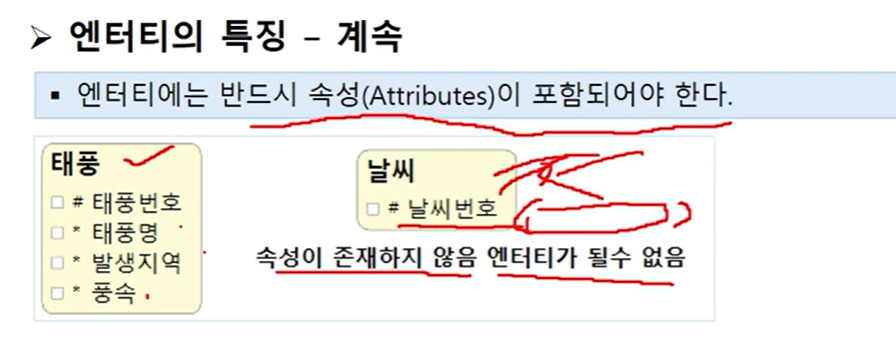 ➤ 엔터티의 특징 – 계속
▪ 엔터티에는 반드시 속성(Attributes)이 포함되어야 한다.
태풍
# 태풍번호
* 태풍명
* 발생지역
* 풍속
날씨
# 날씨번호
속성이 존재하지 않음 엔터티가 될수 없음